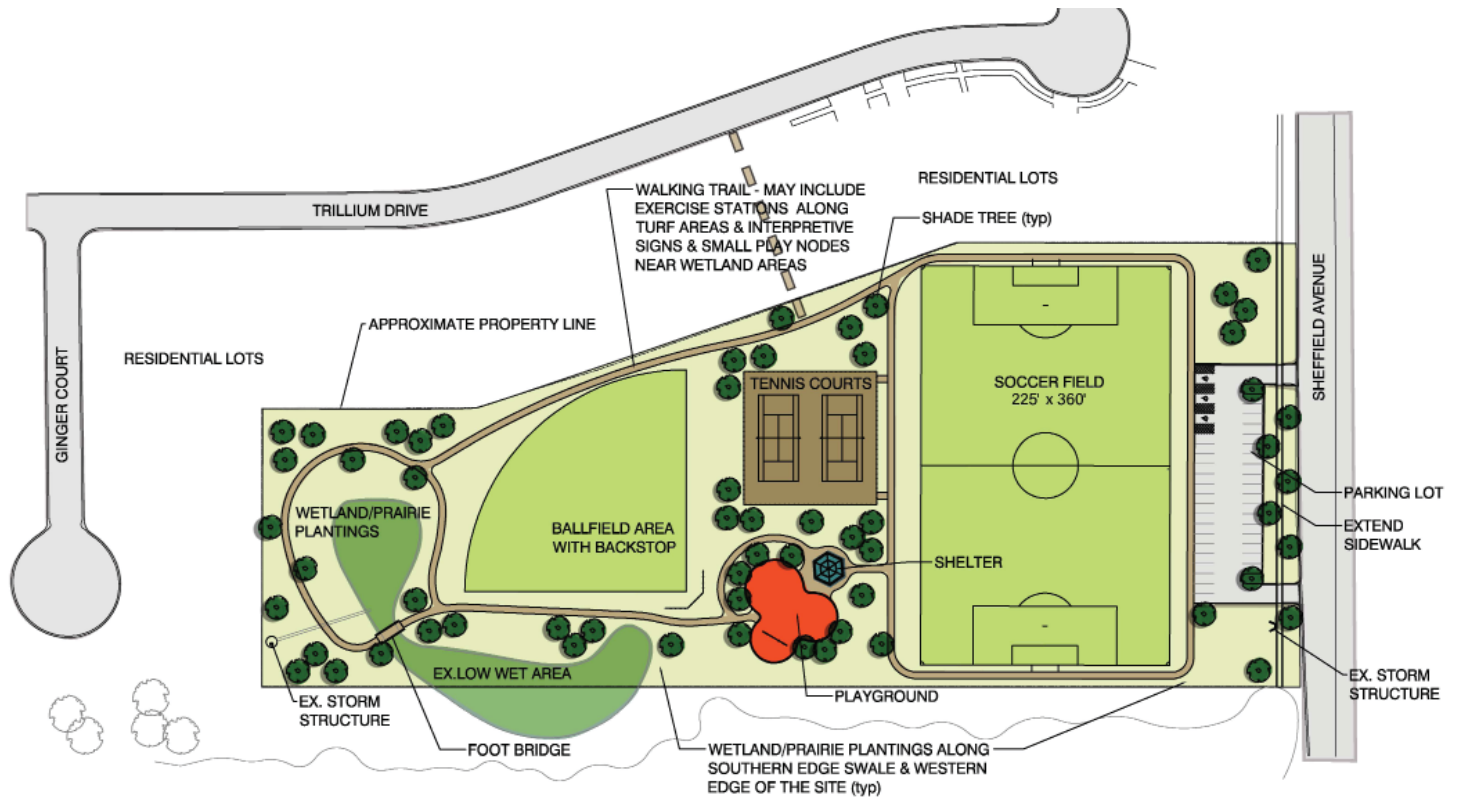 TRILLIUM DRIVE
WALKING TRAIL - MAY INCLUDE
EXERCISE STATIONS ALONG
TURF AREAS & INTERPRETIVE
SIGNS & SMALL PLAY NODES
NEAR WETLAND AREAS
RESIDENTIAL LOTS
SHADE TREE (typ)
SHEFFIELD AVENUE
APPROXIMATE PROPERTY LINE
RESIDENTIAL LOTS
GINGER COURT
TENNIS COURTS
SOCCER FIELD
225' x 360'
WETLAND/PRAIRIE
PLANTINGS
BALLFIELD AREA
WITH BACKSTOP
PARKING LOT
EXTEND
SIDEWALK
SHELTER
EX.LOW WET AREA
EX. STORM
STRUCTURE
PLAYGROUND
EX. STORM
STRUCTURE
FOOT BRIDGE
WETLAND/PRAIRIE PLANTINGS ALONG
SOUTHERN EDGE SWALE & WESTERN
EDGE OF THE SITE (typ)